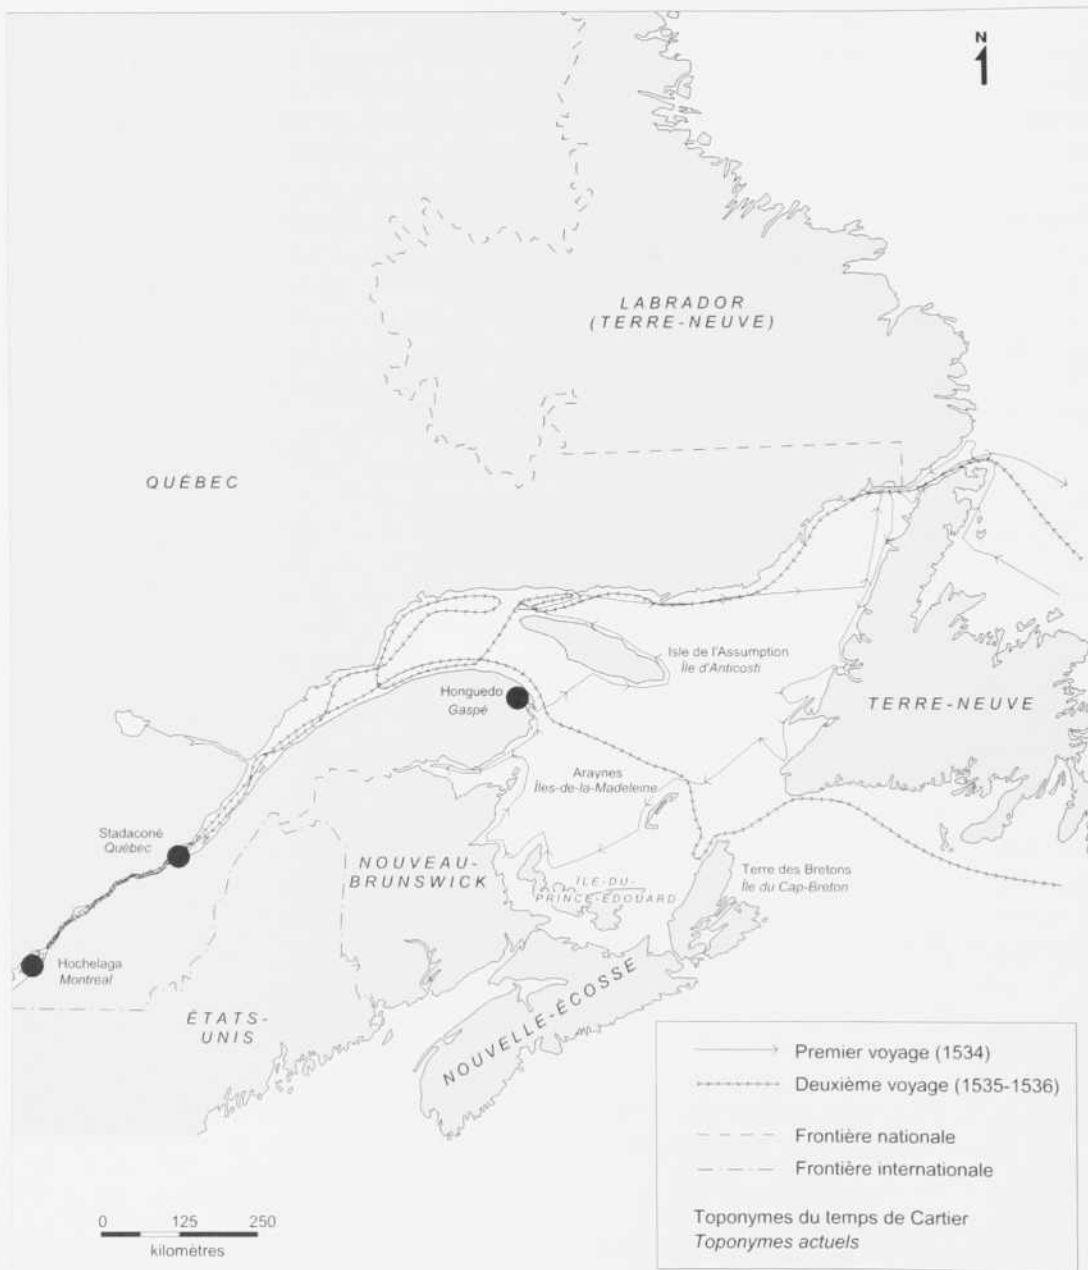 N
LABRADOR
(TERRE-NEUVE)
QUÉBEC
Isle de l'Assumption
Île d'Anticosti
Honguedo
Gaspé
TERRE-NEUVE
Araynes
Îles-de-la-Madeleine
Stadaconé
Québec
NOUVEAU-
BRUNSWICK
ILE-DU-
PRINCE-ÉDOUARD
Terre des Bretons
Île du Cap-Breton
Hochelaga
Montréal
ÉTATS-
UNIS
NOUVELLE-ÉCOSSE
Premier voyage (1534)
Deuxième voyage (1535-1536)
Frontière nationale
Frontière internationale
Toponymes du temps de Cartier
Toponymes actuels
0 125 250
kilomètres